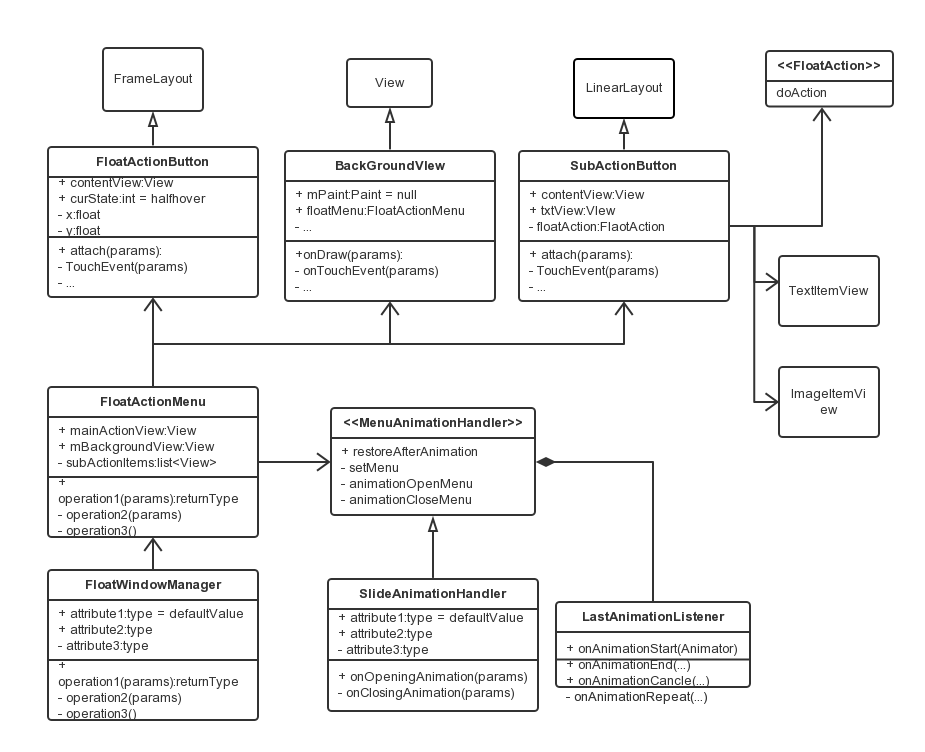 FrameLayout
View
LinearLayout
<<FloatAction>>
doAction
FloatActionButton
+ contentView:View
+ curState:int = halfhover
- x:float
- y:float
+ attach(params):
- TouchEvent(params)
- ...
BackGroundVIew
+ mPaint:Paint = null
+ floatMenu:FloatActionMenu
- ...
+onDraw(params):
- onTouchEvent(params)
- ...
SubActionButton
+ contentView:View
+ txtView:VIew
- floatAction:FlaotAction
+ attach(params):
- TouchEvent(params)
- ...
TextItemView
ImageItemVi
ew
FloatActionMenu
+ mainActionView:View
+ mBackgroundView:View
- subActionItems:list<View>
+
operation1(params):returnType
- operation2(params)
- operation3()
<<MenuAnimationHandler>>
+ restoreAfterAnimation
- setMenu
- animationOpenMenu
- animationCloseMenu
FloatWindowManager
+ attribute1:type = defaultValue
+ attribute2:type
- attribute3:type
+
operation1(params):returnType
- operation2(params)
- operation3()
SlideAnimationHandler
+ attribute1:type = defaultValue
+ attribute2:type
- attribute3:type
+ onOpeningAnimation(params)
- onClosingAnimation(params)
LastAnimationListener
+ onAnimationStart(Animator)
+ onAnimationEnd(...)
+ onAnimationCancle(...)
- onAnimationRepeat(...)